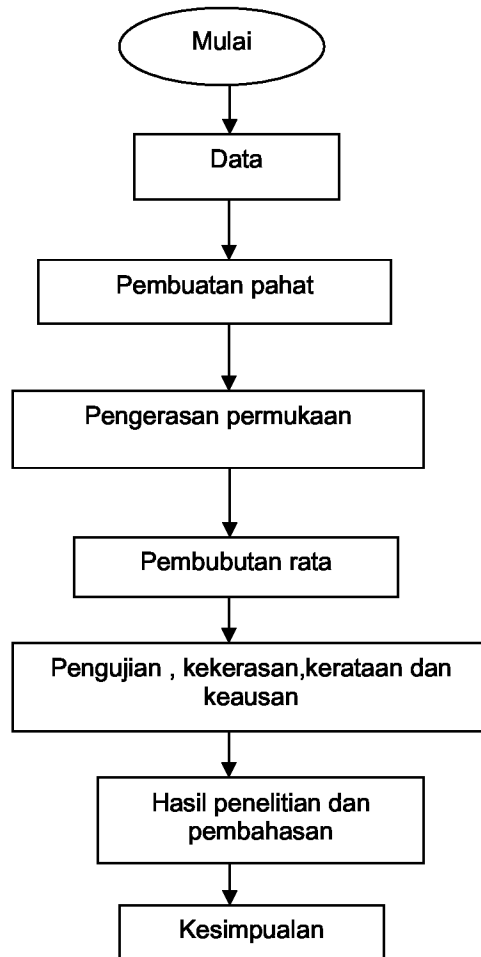 Mulai
Data
Pembuatan pahat
Pengerasan permukaan
Pembubutan rata
Pengujian , kekerasan,kerataan dan
keausan
Hasil penelitian dan
pembahasan
Kesimpualan